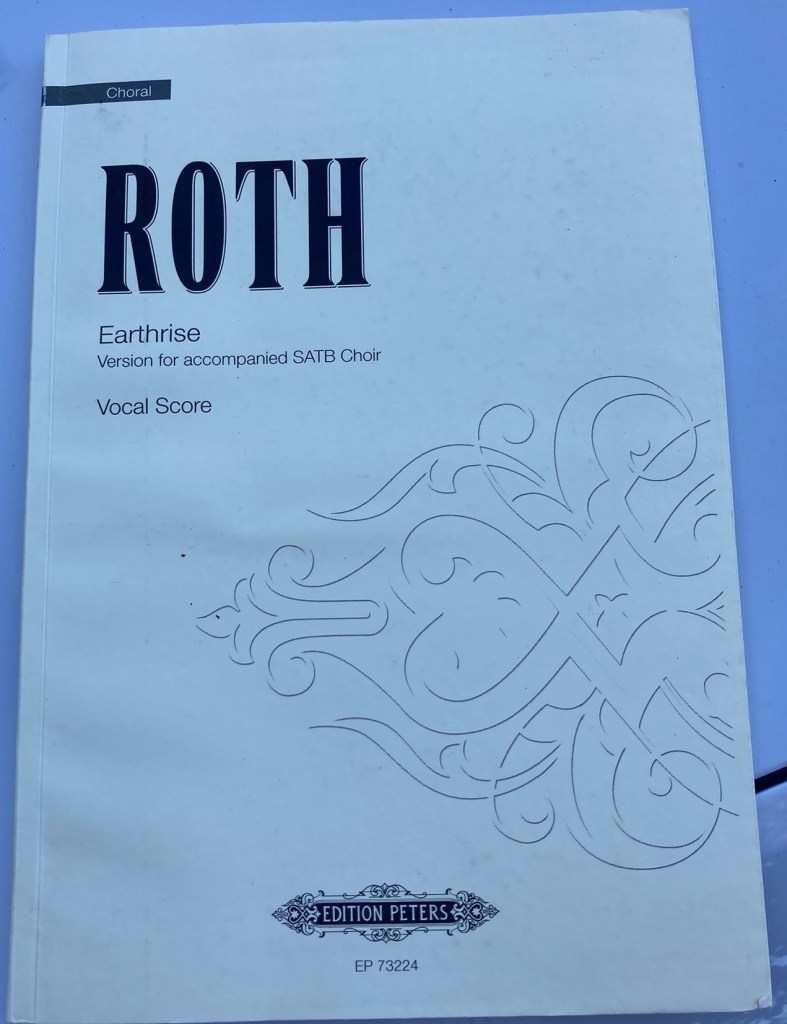 Choral
ROTH
Earthrise
Version for accompanied SATB Choir
Vocal Score
EDITION PETERS
EP 73224